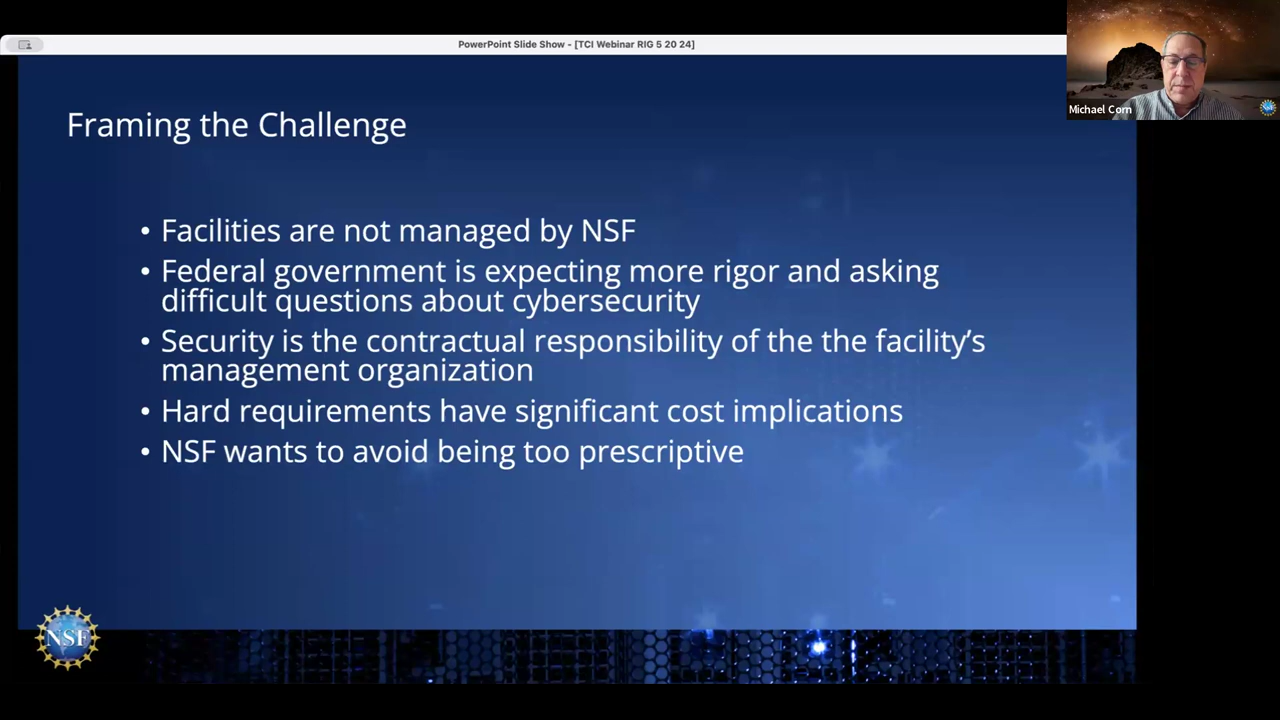 PowerPoint Slide Show - [TCI Webinar RIG 5 20 24]
Michael Corn
Framing the Challenge
• Facilities are not managed by NSF
• Federal government is expecting more rigor and asking
difficult questions about cybersecurity
• Security is the contractual responsibility of the the facility's
management organization
• Hard requirements have significant cost implications
• NSF wants to avoid being too prescriptive
NSF